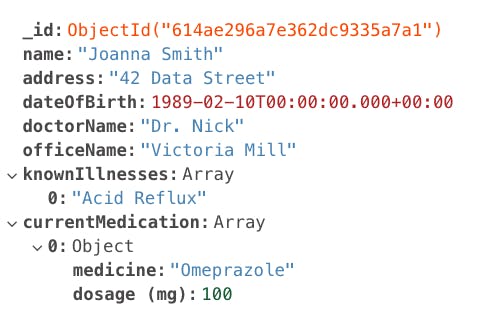 _id: ObjectId("614ae296a7e362dc9335a7a1")
name: "Joanna Smith"
address: "42 Data Street"
dateOfBirth: 1989-02-10T00:00:00.000+00:00
doctorName: "Dr. Nick"
officeName: "Victoria Mill"
knownIllnesses: Array
0: "Acid Reflux"
currentMedication: Array
0: Object
medicine: "Omeprazole"
dosage (mg): 100